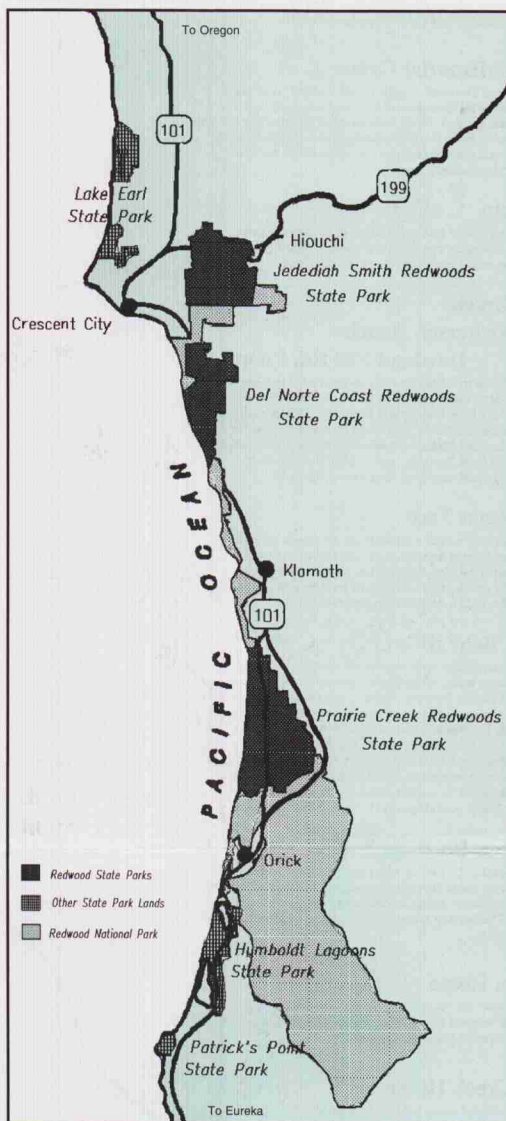 To Oregon
101
199
Lake Earl
State Park
Hiouchi
Jedediah Smith Redwoods
State Park
Crescent City
Del Norte Coast Redwoods
State Park
PACIFIC OCEAN
Klamath
101
Prairie Creek Redwoods
State Park
Orick
Redwood State Parks
Other State Park Lands
Redwood National Park
Humboldt Lagoons
State Park
Patrick's Point
State Park
To Eureka